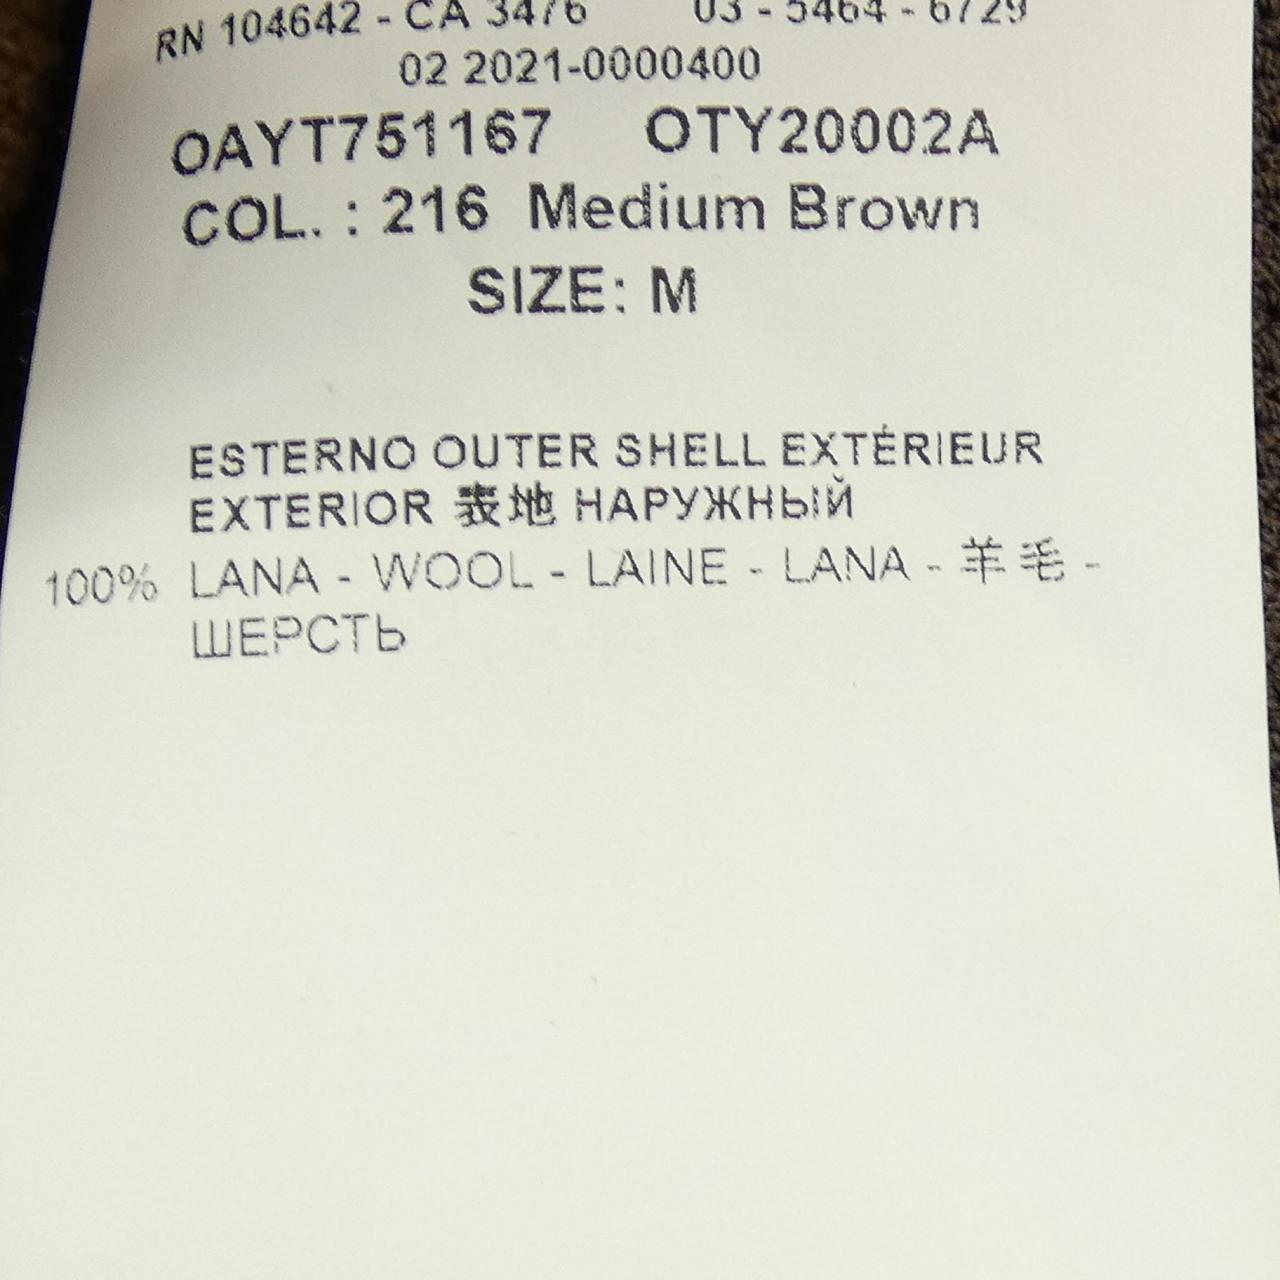 RN 104642 - CA 3476 03 - 5464 - 6729
02 2021-0000400
OAYT751167 OTY20002A
COL. : 216 Medium Brown
SIZE: M
ESTERNO OUTER SHELL EXTÉRIEUR
EXTERIOR 表地 НАРУЖНЫЙ
100% LANA - WOOL - LAINE - LANA - 羊毛 -
ШЕРСТЬ